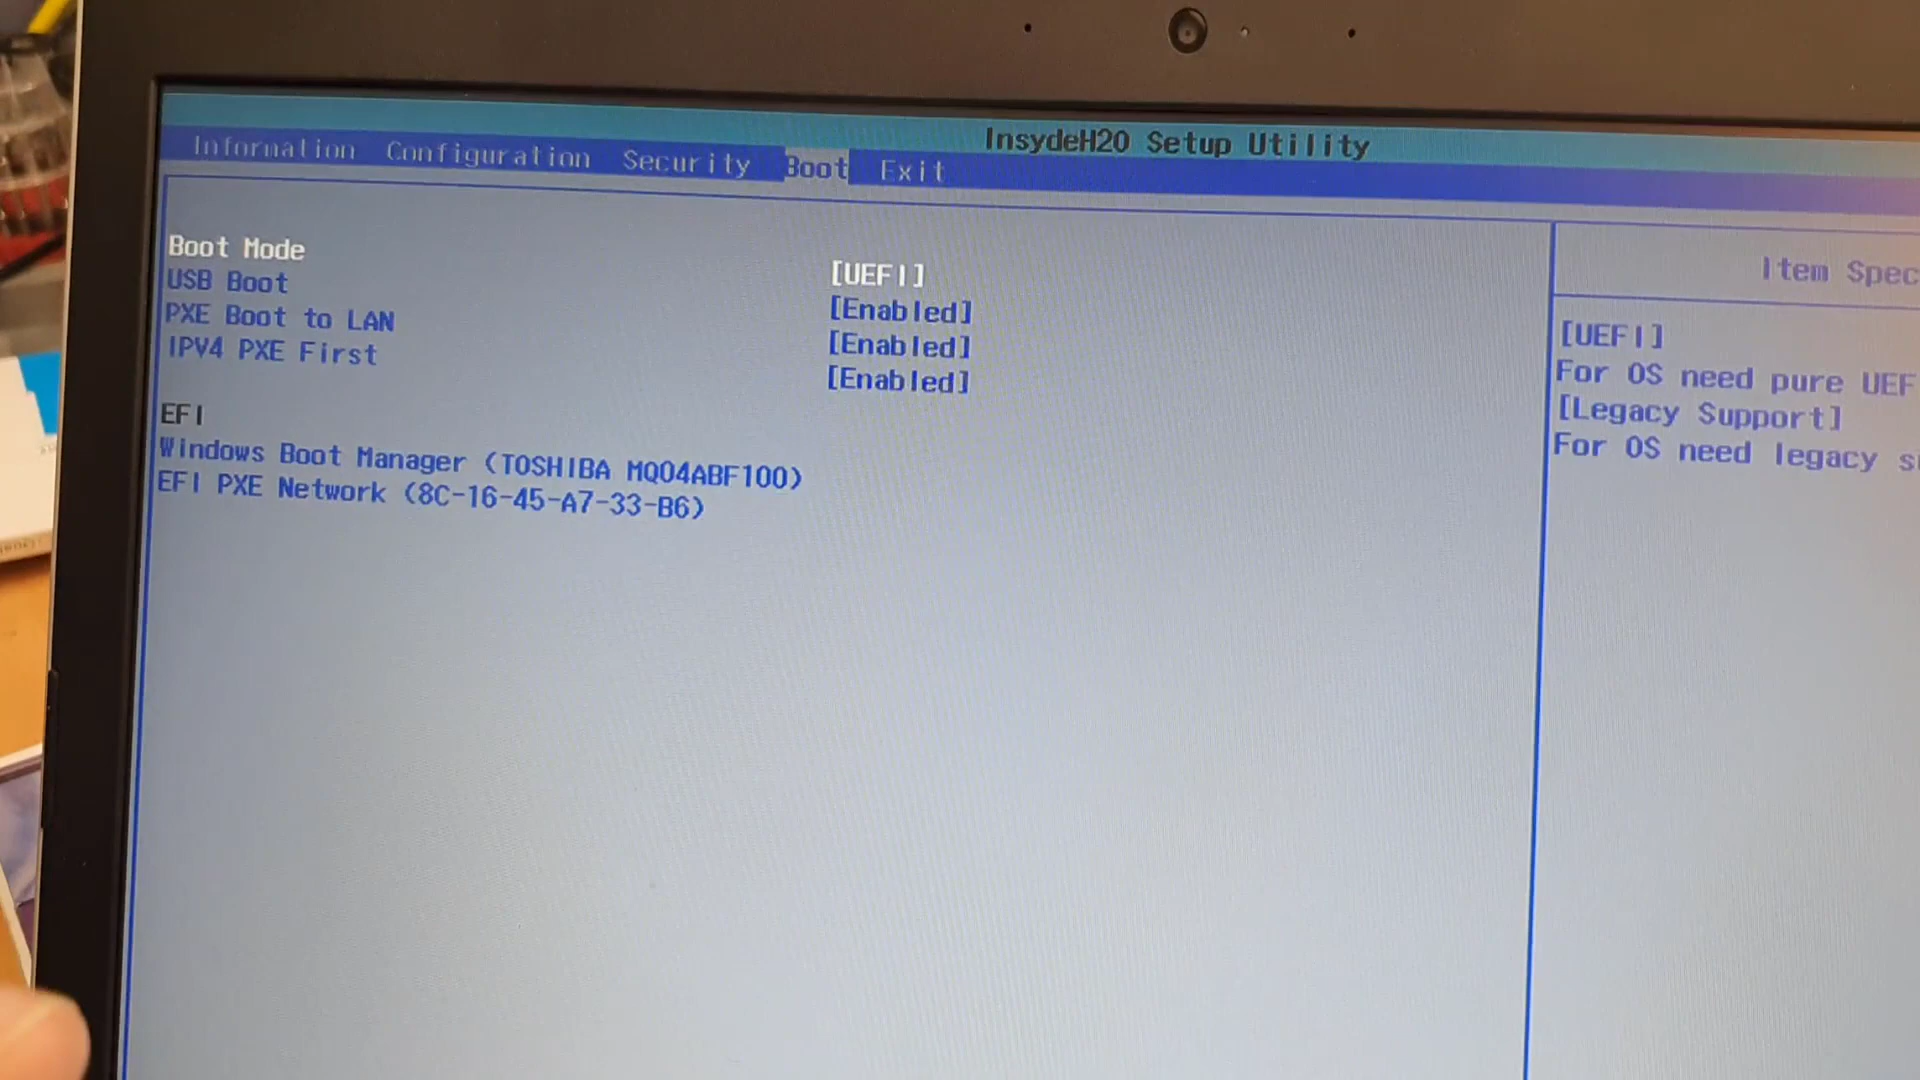 InsydeH20 Setup Utility
Information Configuration Security Boot Exit
Boot Mode [UEFI]
USB Boot [Enabled]
PXE Boot to LAN [Enabled]
IPV4 PXE First [Enabled]
EFI
Windows Boot Manager (TOSHIBA MQ04ABF100)
EFI PXE Network (8C-16-45-A7-33-B6)
Item Spec
[UEFI]
For OS need pure UEF
[Legacy Support]
For OS need legacy s